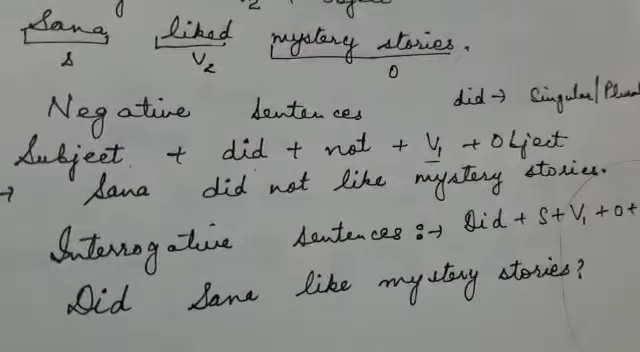 V2 +
Sana liked mystery stories.
S V2 O
Negative sentences did → Singular/Plural
Subject + did + not + V1 + Object
→ Sana did not like mystery stories.
Interrogative sentences :→ Did + S + V1 + O +
Did Sana like mystery stories?